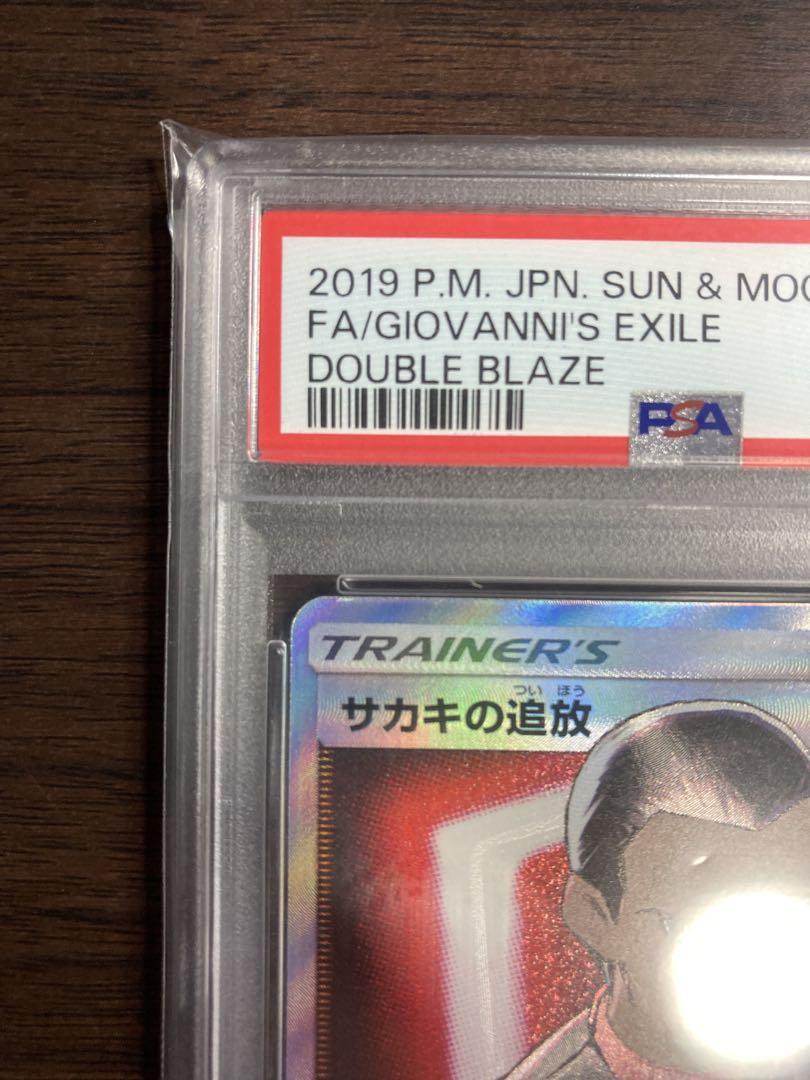 2019 P.M. JPN. SUN & MOO
FA/GIOVANNI'S EXILE
DOUBLE BLAZE
PSA
TRAINER'S
つい ほう
サカキの追放